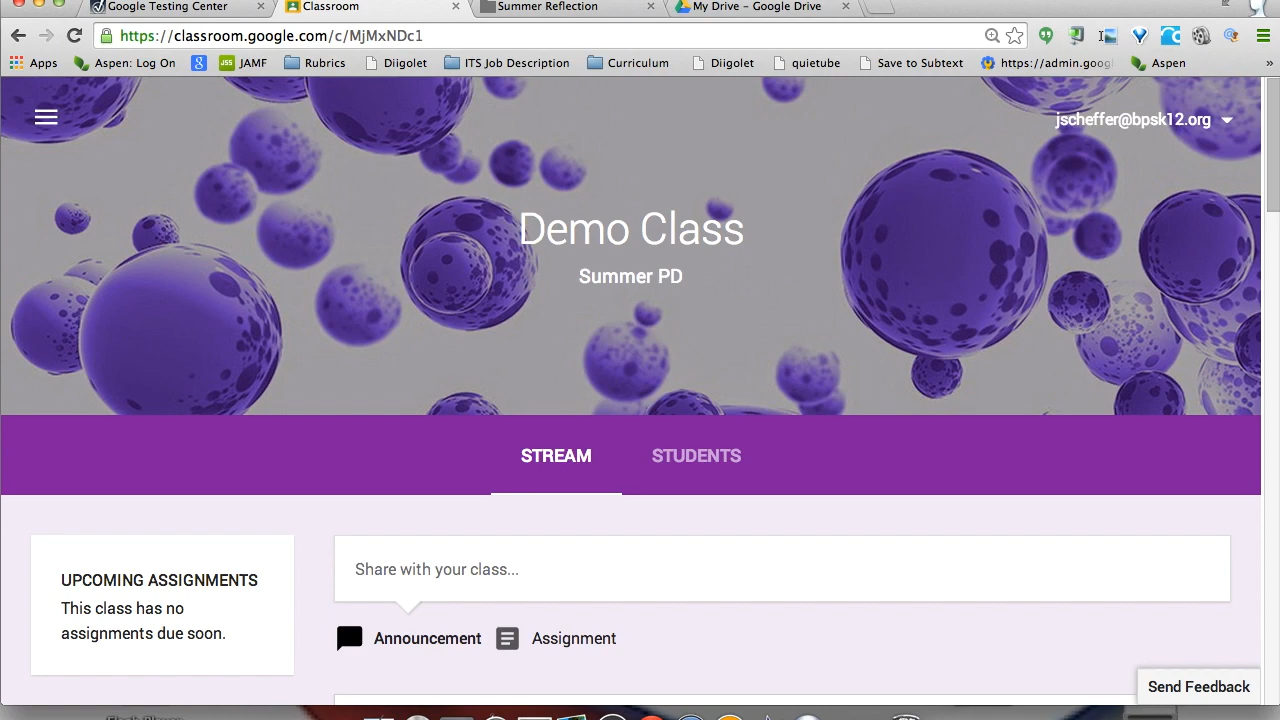 Google Testing Center
Classroom
Summer Reflection
My Drive – Google Drive
https://classroom.google.com/c/MjMxNDc1
Apps
Aspen: Log On
JSS
JAMF
Rubrics
Diigolet
ITS Job Description
Curriculum
Diigolet
quietube
Save to Subtext
https://admin.goog
Aspen
jscheffer@bpsk12.org
Demo Class
Summer PD
STREAM
STUDENTS
UPCOMING ASSIGNMENTS
This class has no
assignments due soon.
Share with your class...
Announcement
Assignment
Send Feedback